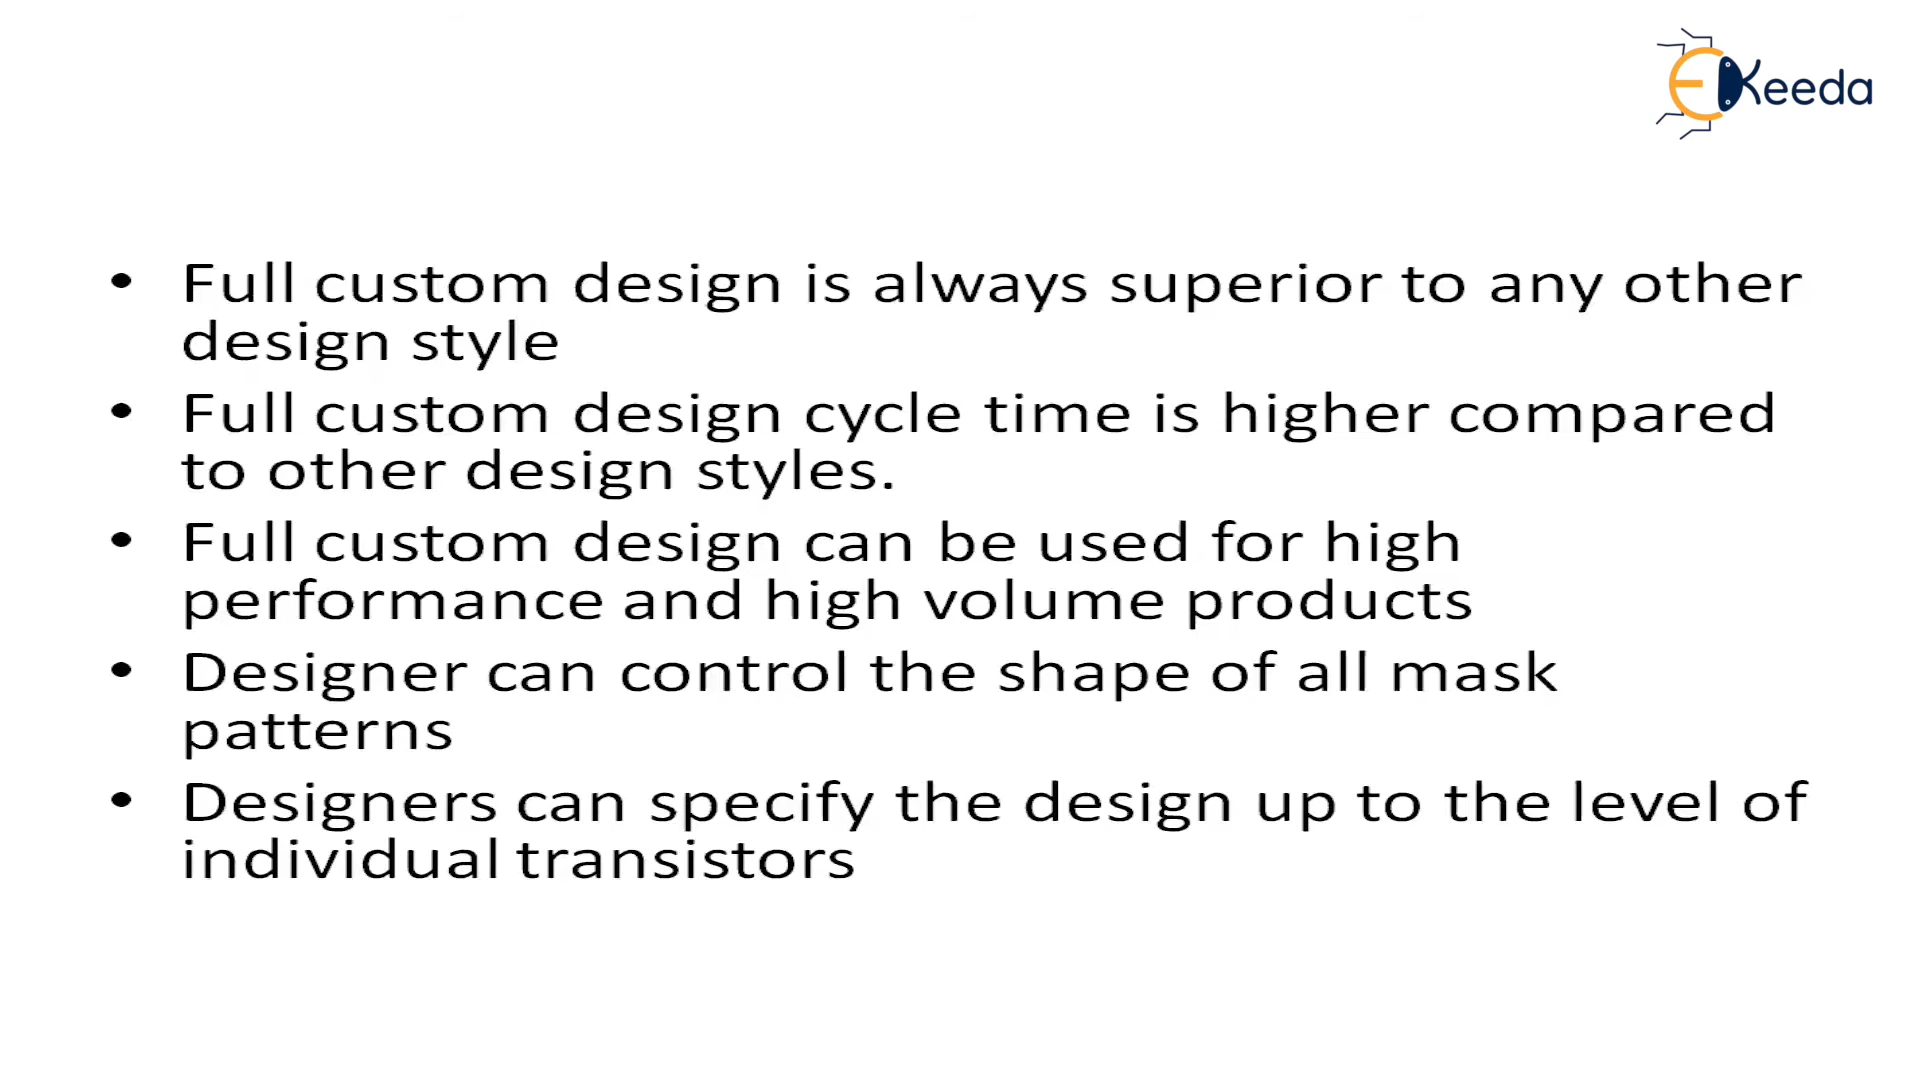 EKeeda
• Full custom design is always superior to any other
design style
• Full custom design cycle time is higher compared
to other design styles.
• Full custom design can be used for high
performance and high volume products
• Designer can control the shape of all mask
patterns
• Designers can specify the design up to the level of
individual transistors